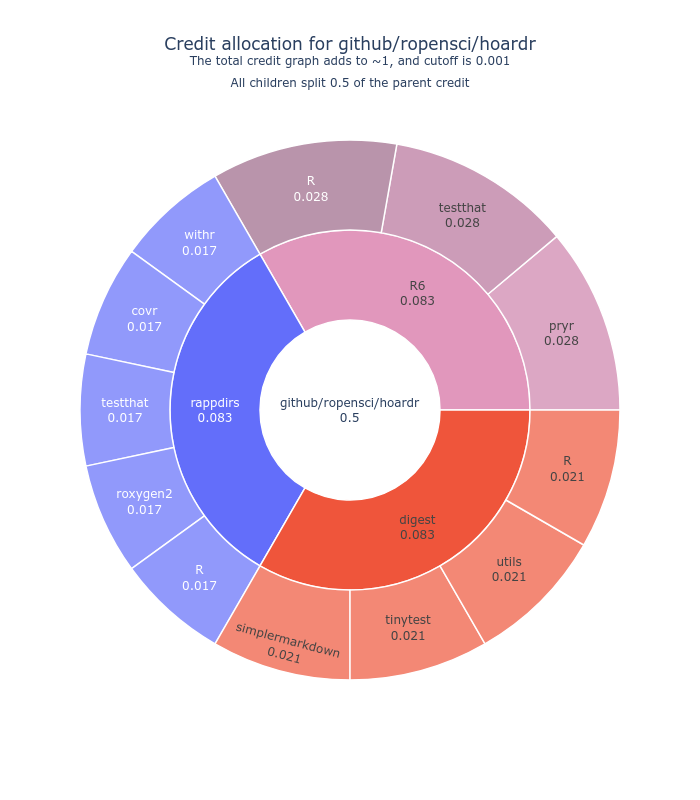 Credit allocation for github/ropensci/hoardr
The total credit graph adds to ~1, and cutoff is 0.001
All children split 0.5 of the parent credit
R
0.028
testthat
0.028
withr
0.017
R6
0.083
covr
0.017
pryr
0.028
testthat
0.017
rappdirs
0.083
github/ropensci/hoardr
0.5
R
0.021
roxygen2
0.017
digest
0.083
utils
0.021
R
0.017
tinytest
0.021
simplermarkdown
0.021